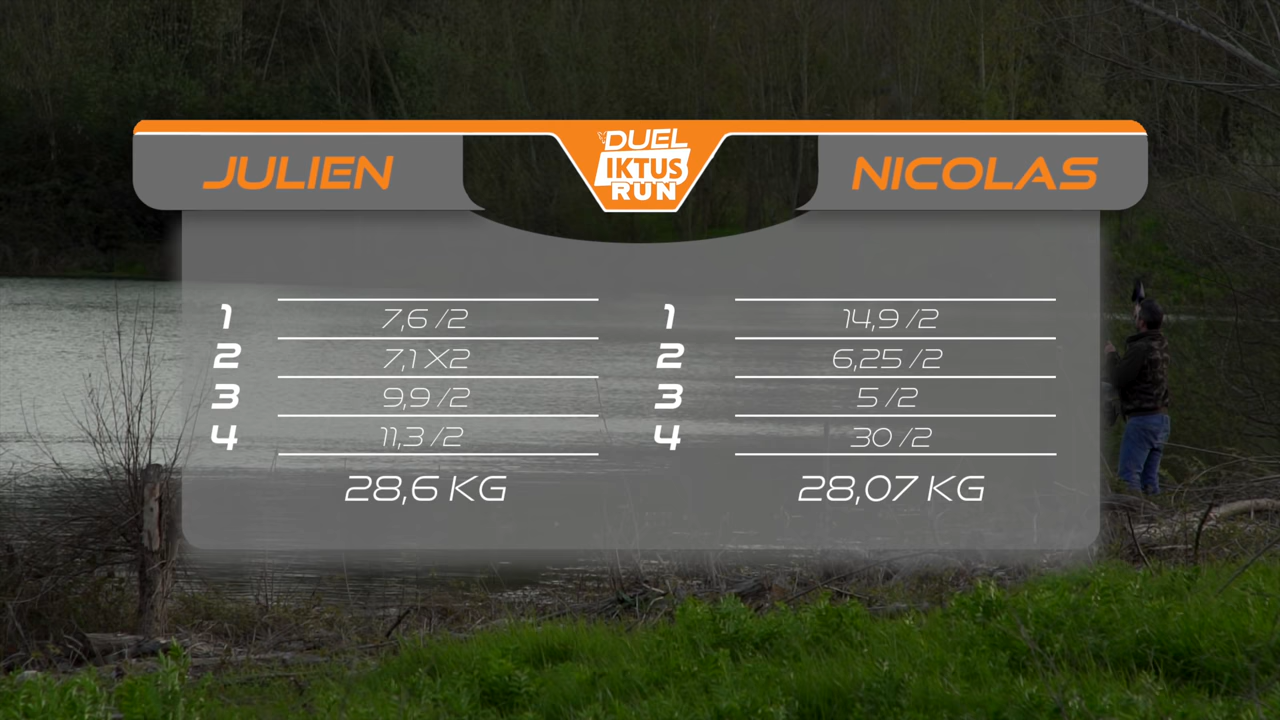 DUEL
IKTUS
RUN
JULIEN
NICOLAS
1 7,6 /2
2 7,1 X2
3 9,9 /2
4 11,3 /2
28,6 KG
1 14,9 /2
2 6,25 /2
3 5 /2
4 30 /2
28,07 KG